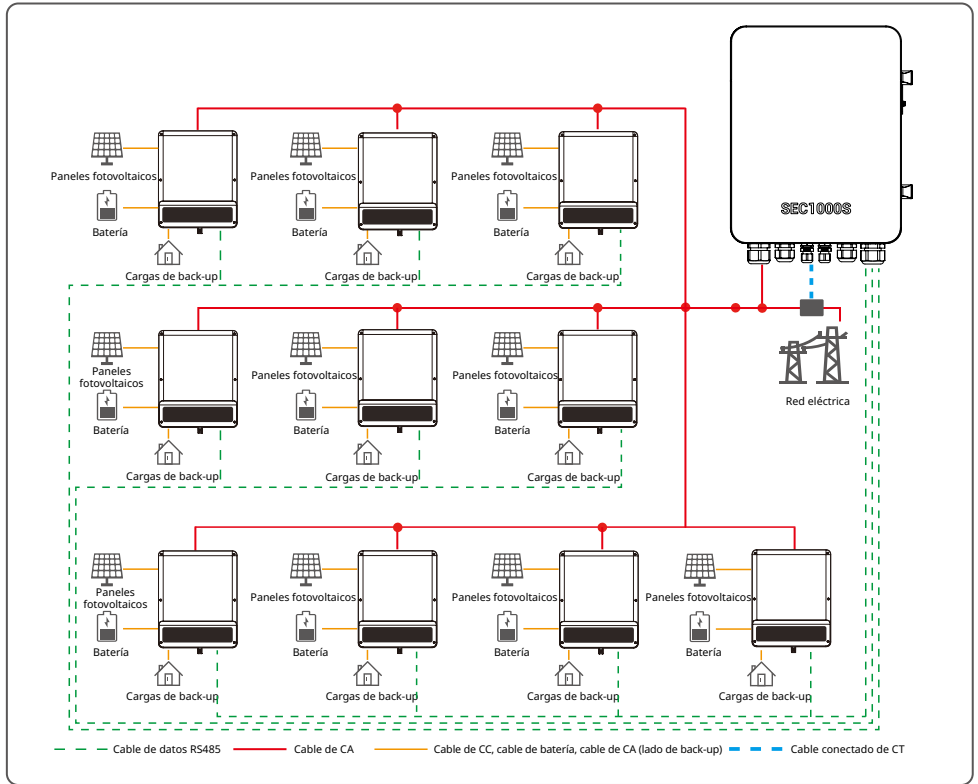 SEC1000S
Paneles fotovoltaicos
Paneles fotovoltaicos
Paneles fotovoltaicos
Batería
Batería
Batería
Cargas de back-up
Cargas de back-up
Cargas de back-up
Paneles
fotovoltaicos
Paneles fotovoltaicos
Paneles fotovoltaicos
Red eléctrica
Batería
Batería
Batería
Cargas de back-up
Cargas de back-up
Cargas de back-up
Paneles
fotovoltaicos
Paneles fotovoltaicos
Paneles fotovoltaicos
Paneles fotovoltaicos
Batería
Batería
Batería
Batería
Cargas de back-up
Cargas de back-up
Cargas de back-up
Cargas de back-up
Cable de datos RS485
Cable de CA
Cable de CC, cable de batería, cable de CA (lado de back-up)
Cable conectado de CT